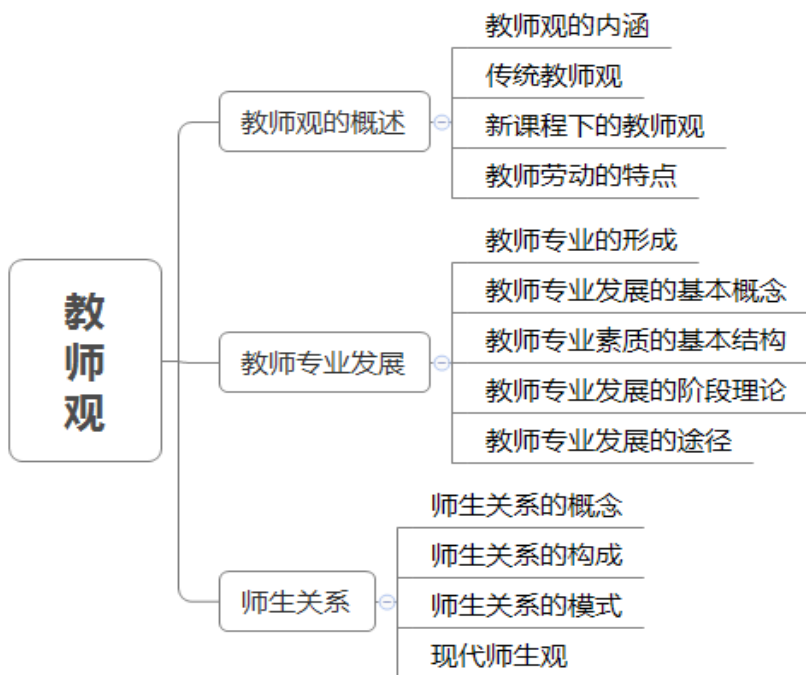 教师观
教师观的概述
教师观的内涵
传统教师观
新课程下的教师观
教师劳动的特点
教师专业发展
教师专业的形成
教师专业发展的基本概念
教师专业素质的基本结构
教师专业发展的阶段理论
教师专业发展的途径
师生关系
师生关系的概念
师生关系的构成
师生关系的模式
现代师生观